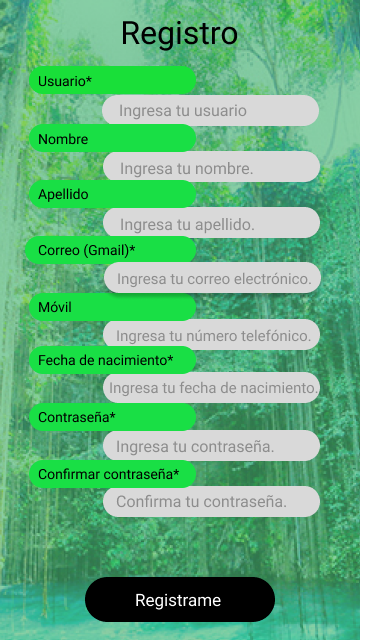 Registro
Usuario*
Ingresa tu usuario
Nombre
Ingresa tu nombre.
Apellido
Ingresa tu apellido.
Correo (Gmail)*
Ingresa tu correo electrónico.
Móvil
Ingresa tu número telefónico.
Fecha de nacimiento*
Ingresa tu fecha de nacimiento.
Contraseña*
Ingresa tu contraseña.
Confirmar contraseña*
Confirma tu contraseña.
Registrame